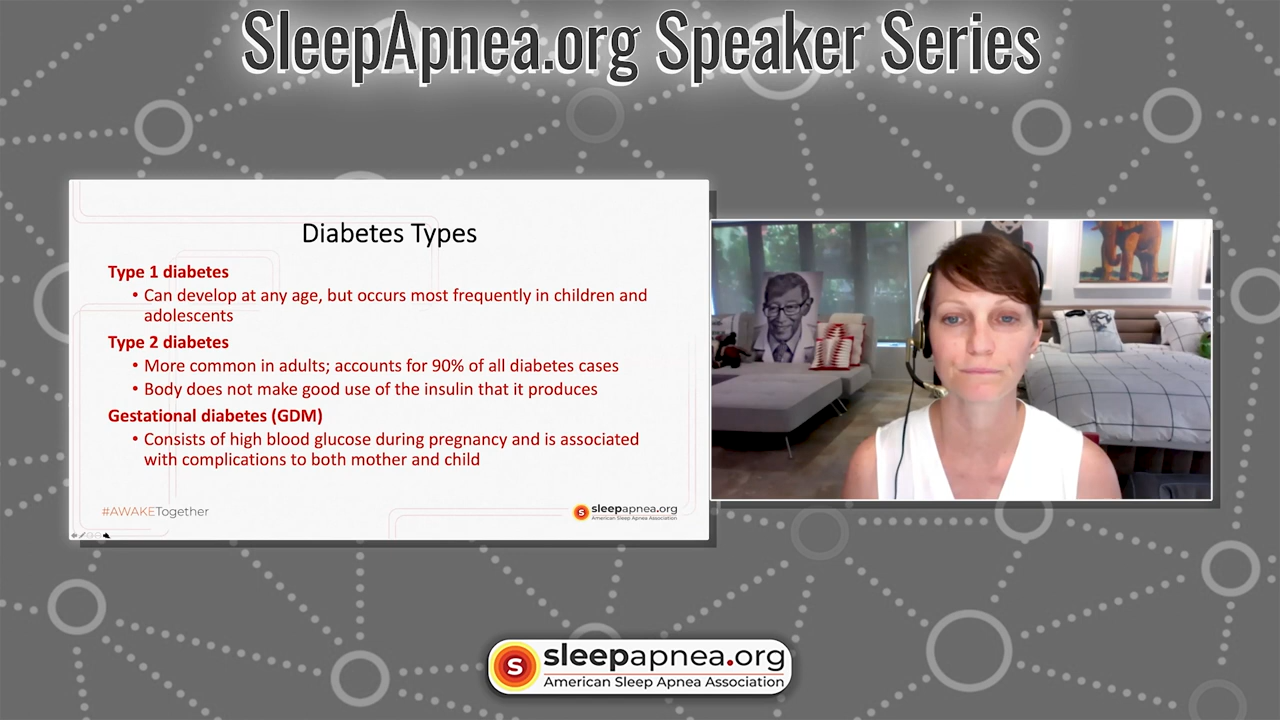 SleepApnea.org Speaker Series
Diabetes Types
Type 1 diabetes
• Can develop at any age, but occurs most frequently in children and
adolescents
Type 2 diabetes
• More common in adults; accounts for 90% of all diabetes cases
• Body does not make good use of the insulin that it produces
Gestational diabetes (GDM)
• Consists of high blood glucose during pregnancy and is associated
with complications to both mother and child
#AWAKETogether
S sleepapnea.org
American Sleep Apnea Association
S sleepapnea.org
American Sleep Apnea Association